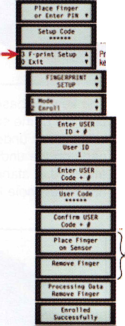 Place Finger
or Enter PIN
Setup Code
******
3 F-print Setup
0 Exit
FINGERPRINT
SETUP
1 Mode
2 Enroll
Enter USER
ID + #
User ID
1
Enter USER
Code + #
User Code
******
Confirm USER
Code + #
Place Finger
on Sensor
Remove Finger
Processing Data
Remove Finger
Enrolled
Successfully